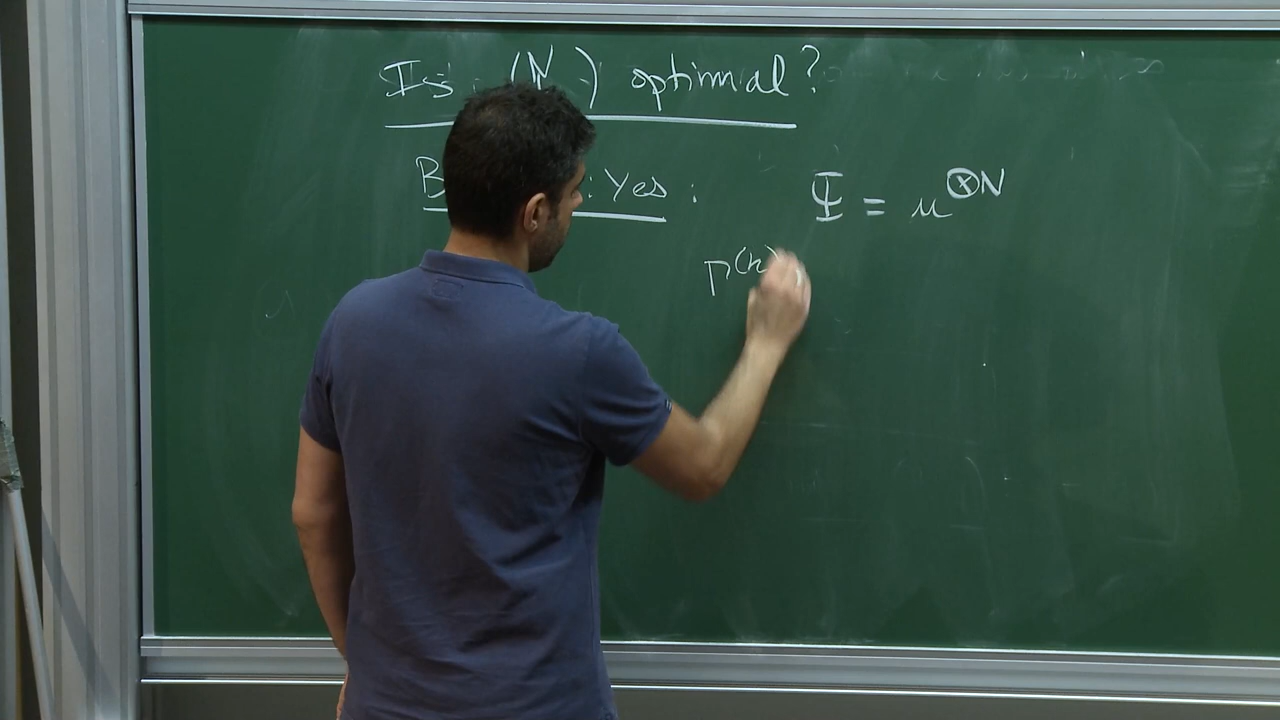 Is (N ) optimal?
B : Yes : Ψ = u^{⊗N}
Γ^{(k)}